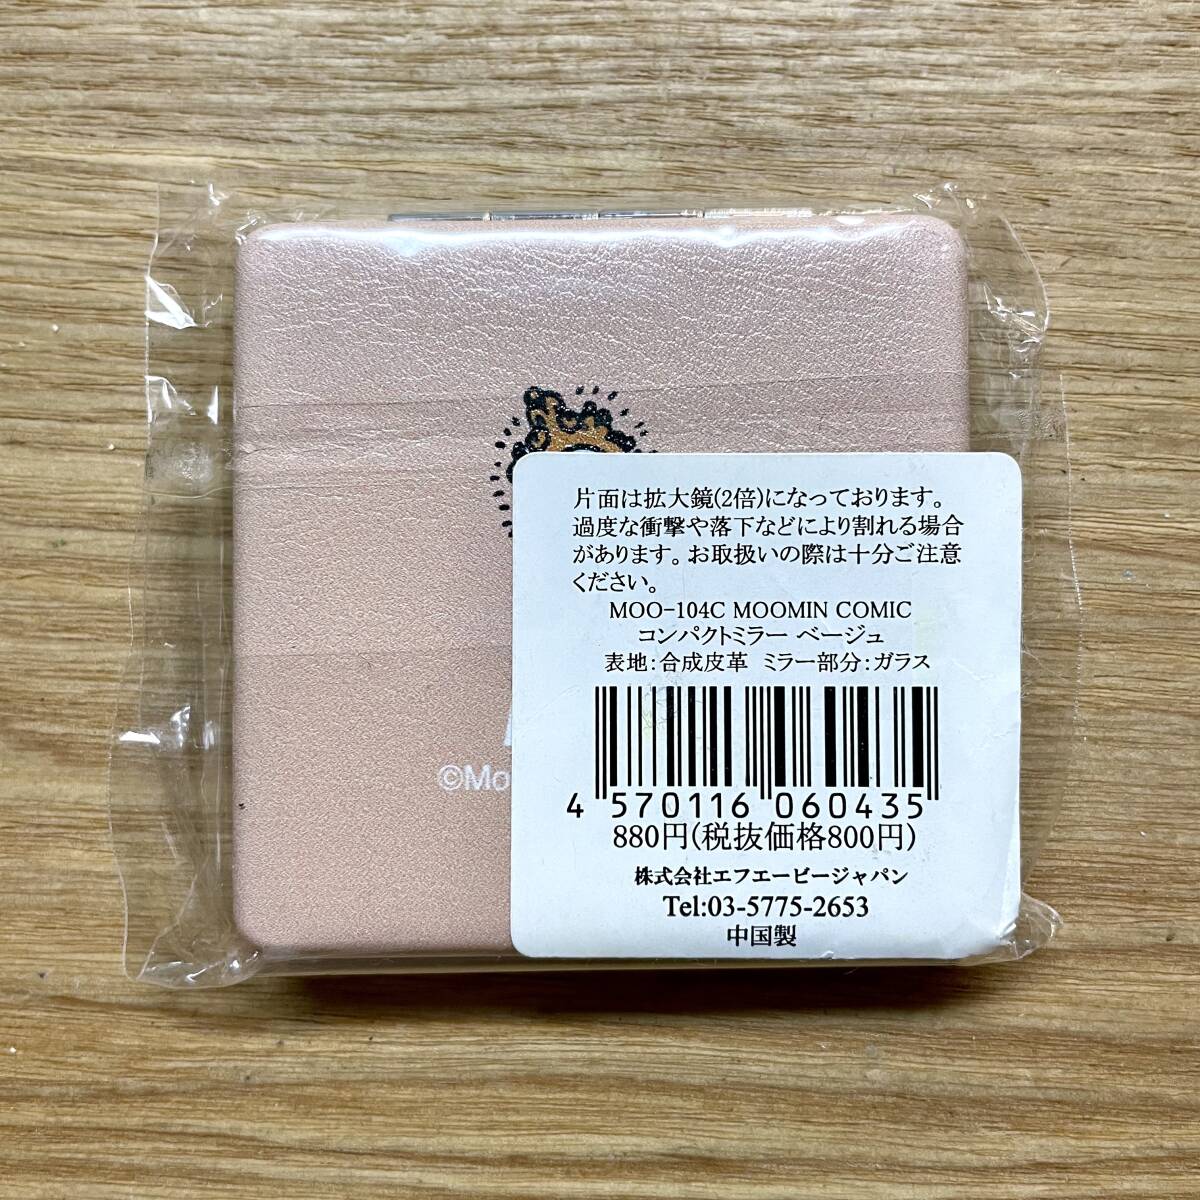 片面は拡大鏡(2倍)になっております。
過度な衝撃や落下などにより割れる場合
があります。お取扱いの際は十分ご注意
ください。
MOO-104C MOOMIN COMIC
コンパクトミラー ベージュ
表地:合成皮革 ミラー部分:ガラス
4 570116 060435
880円(税抜価格800円)
株式会社エフエービージャパン
Tel:03-5775-2653
中国製